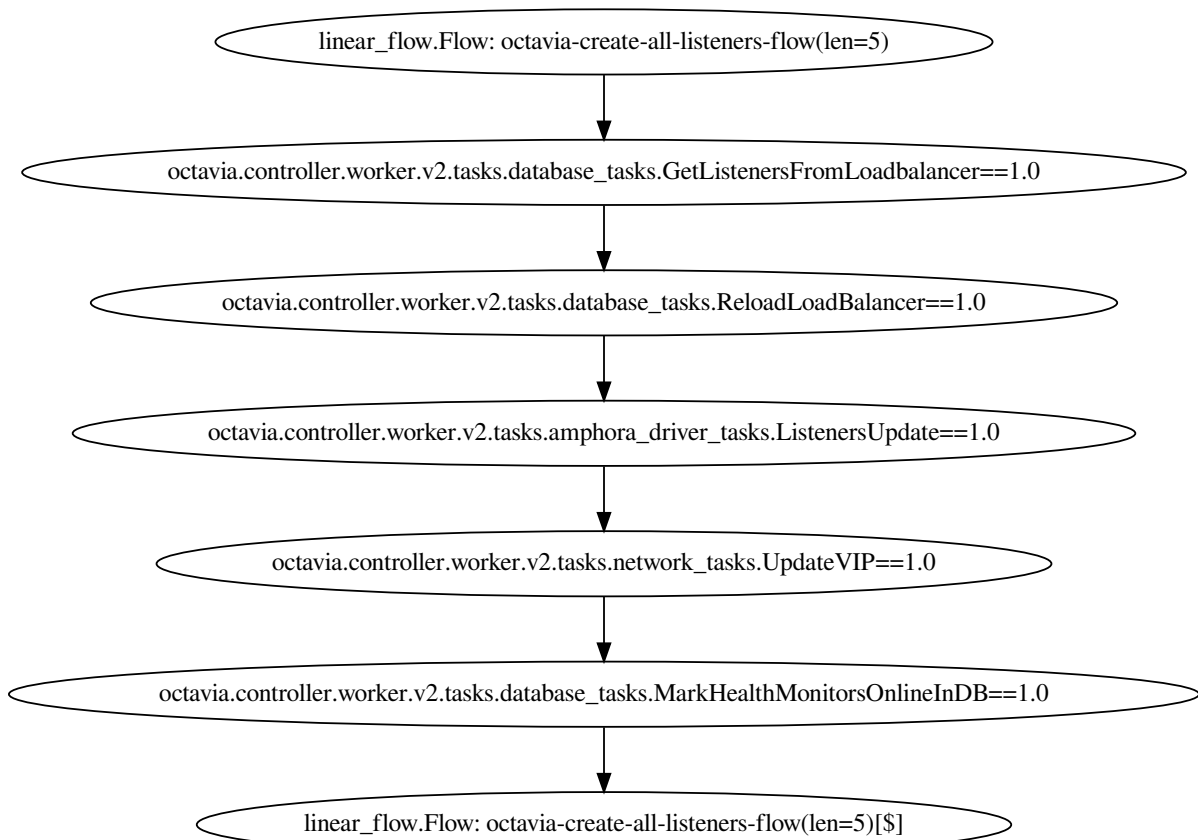 linear_flow.Flow: octavia-create-all-listeners-flow(len=5)
octavia.controller.worker.v2.tasks.database_tasks.GetListenersFromLoadbalancer==1.0
octavia.controller.worker.v2.tasks.database_tasks.ReloadLoadBalancer==1.0
octavia.controller.worker.v2.tasks.amphora_driver_tasks.ListenersUpdate==1.0
octavia.controller.worker.v2.tasks.network_tasks.UpdateVIP==1.0
octavia.controller.worker.v2.tasks.database_tasks.MarkHealthMonitorsOnlineInDB==1.0
linear_flow.Flow: octavia-create-all-listeners-flow(len=5)[$]